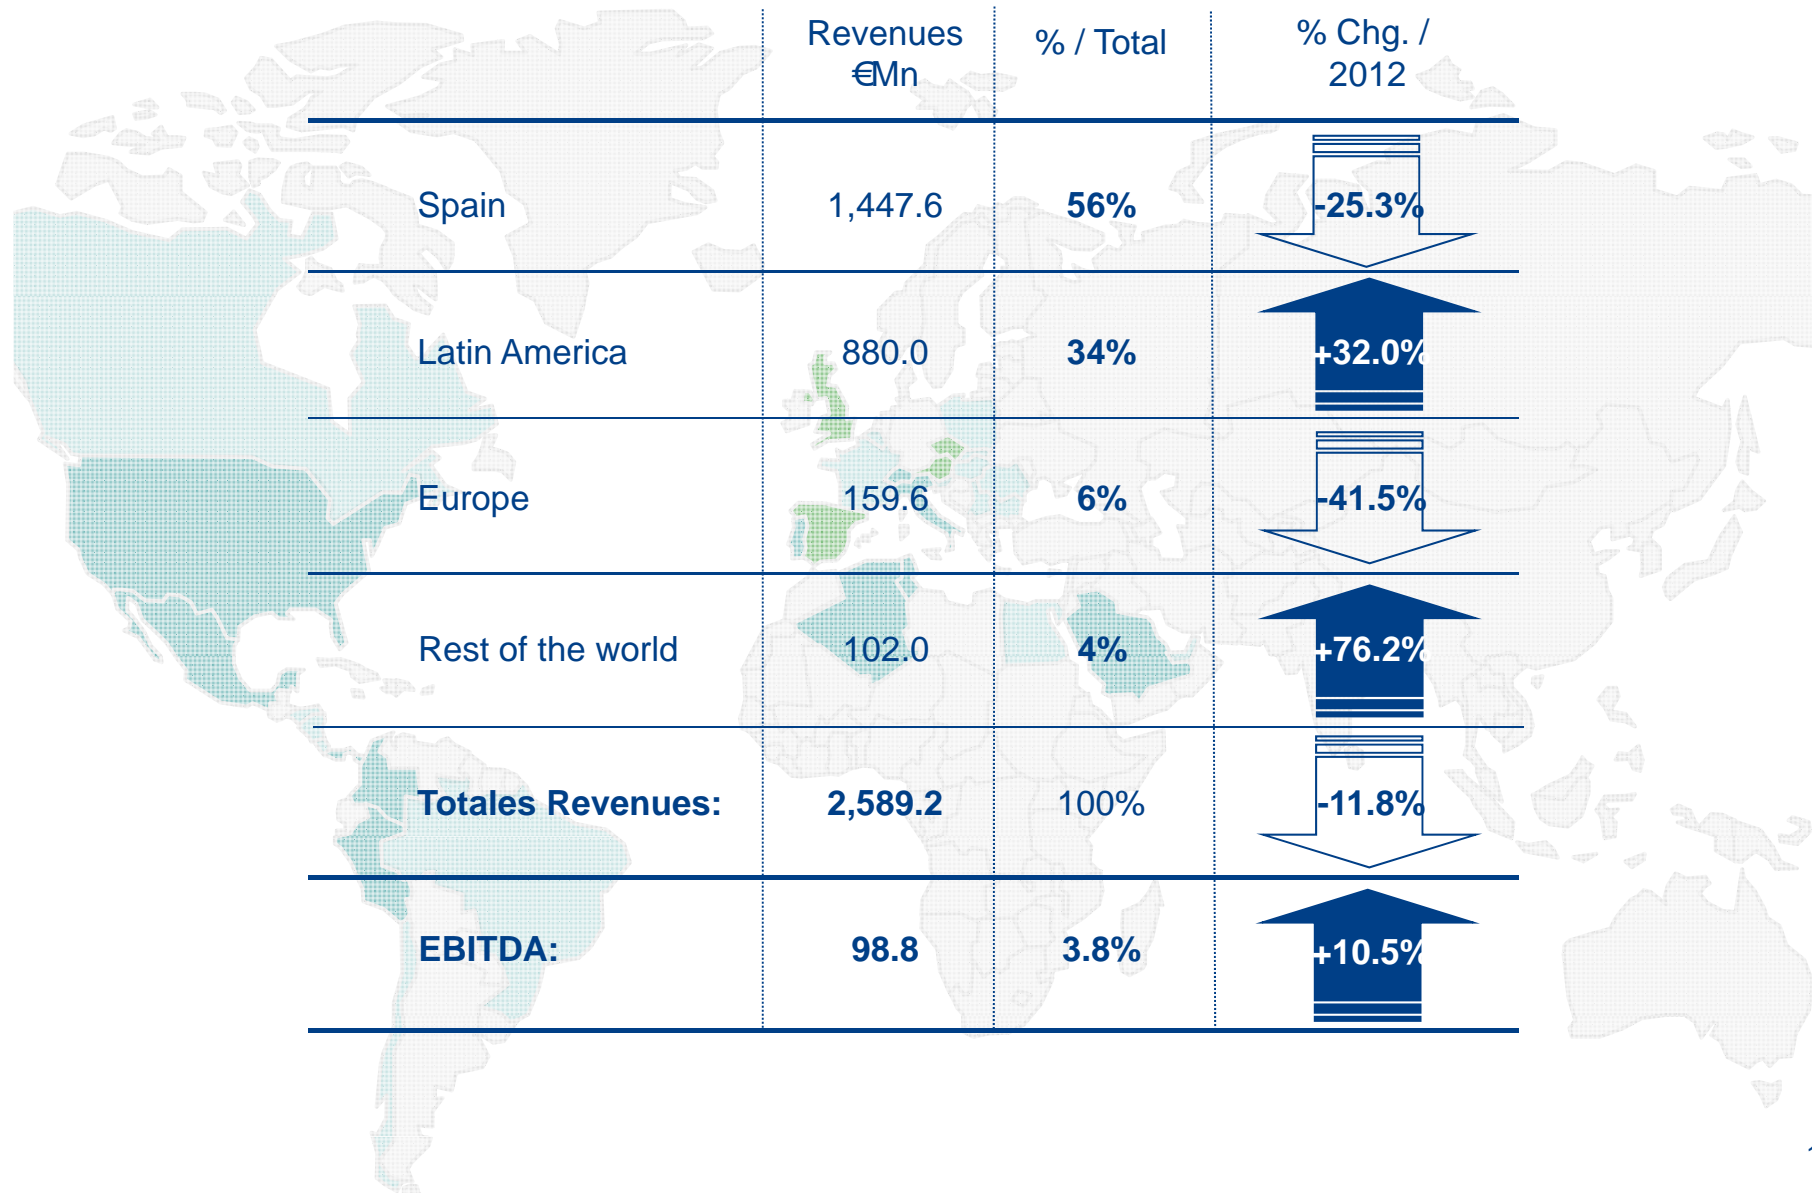 Revenues €Mn % / Total % Chg. / 2012
Spain 1,447.6 56% -25.3%
Latin America 880.0 34% +32.0%
Europe 159.6 6% -41.5%
Rest of the world 102.0 4% +76.2%
Totales Revenues: 2,589.2 100% -11.8%
EBITDA: 98.8 3.8% +10.5%